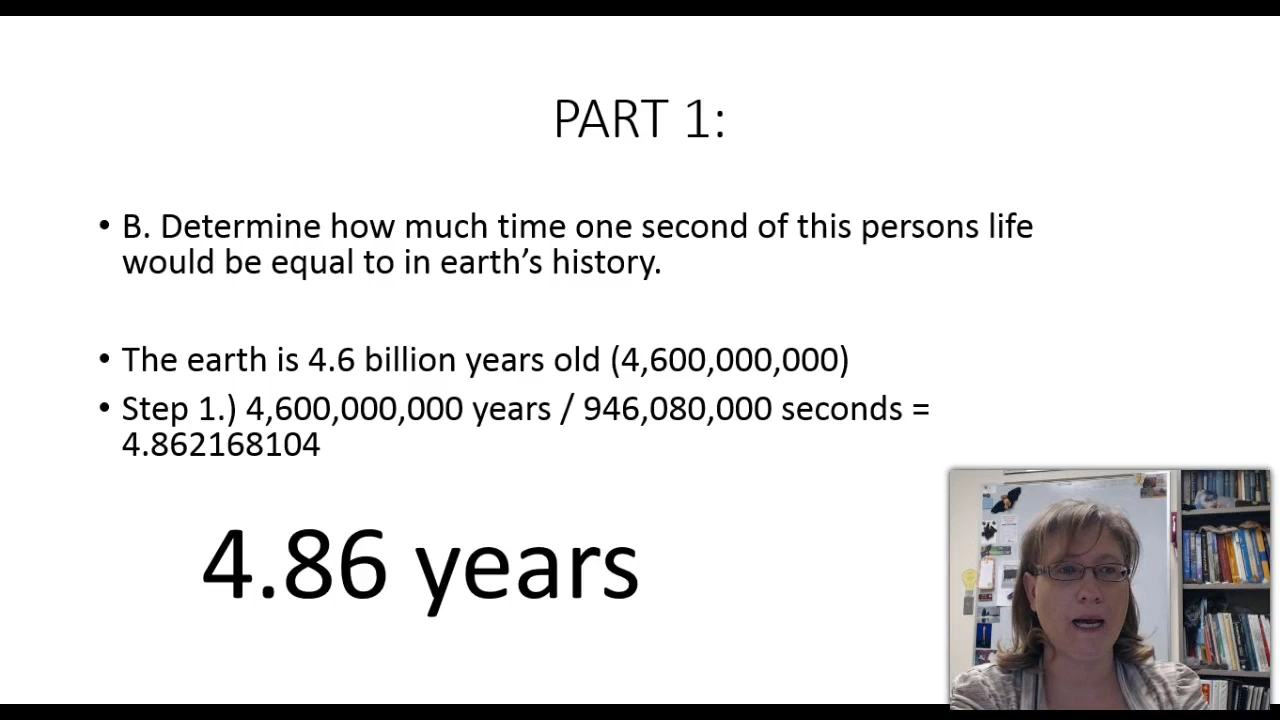 PART 1:
• B. Determine how much time one second of this persons life
would be equal to in earth’s history.
• The earth is 4.6 billion years old (4,600,000,000)
• Step 1.) 4,600,000,000 years / 946,080,000 seconds =
4.862168104
4.86 years